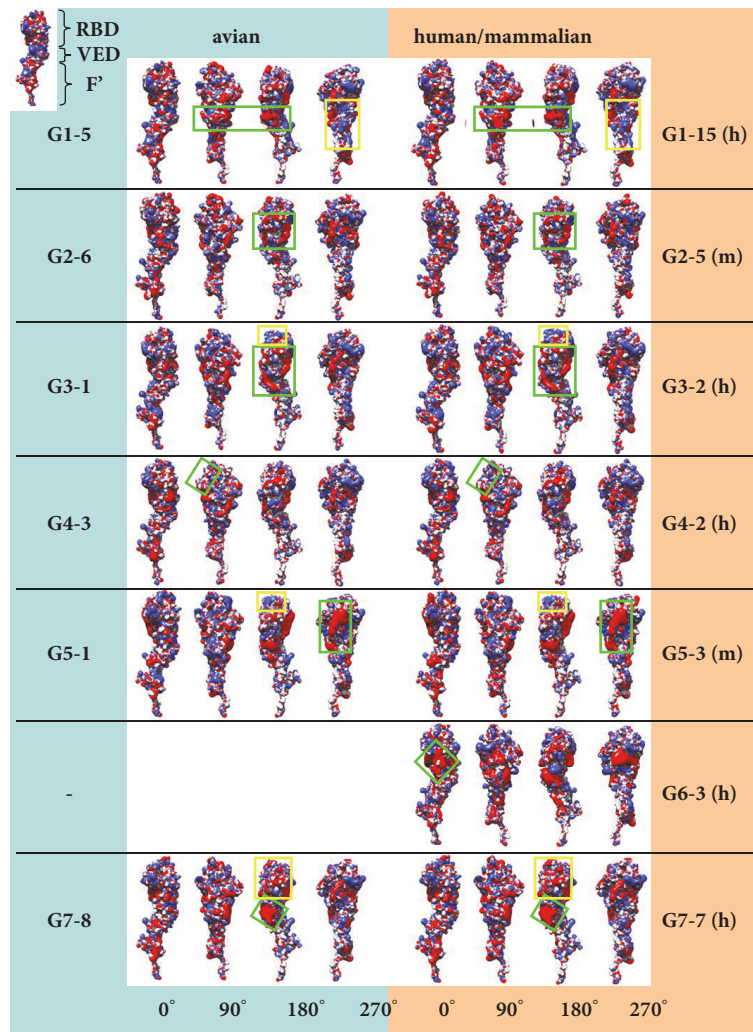 RBD
VED
F’
avian human/mammalian
G1-5 G1-15 (h)
G2-6 G2-5 (m)
G3-1 G3-2 (h)
G4-3 G4-2 (h)
G5-1 G5-3 (m)
- G6-3 (h)
G7-8 G7-7 (h)
0° 90° 180° 270° 0° 90° 180° 270°